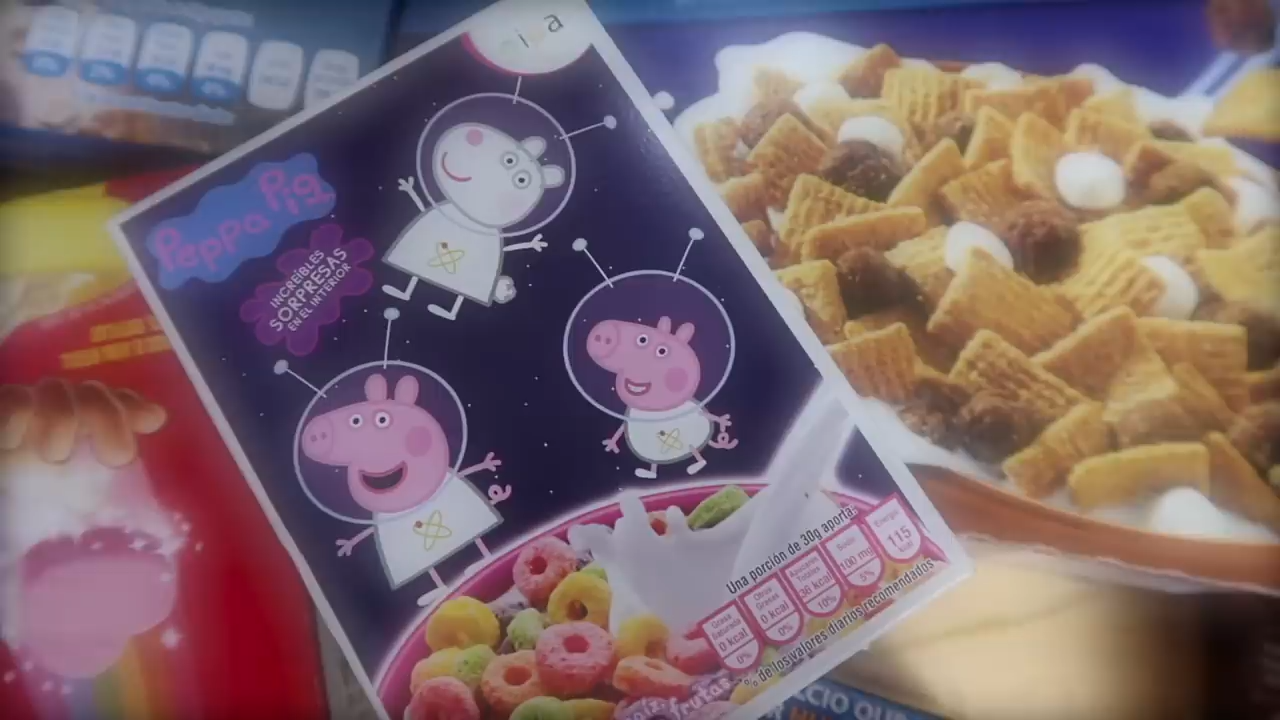 Peppa Pig
INCREÍBLES
SORPRESAS
EN EL INTERIOR
Una porción de 30g aporta:
Grasa Saturada 0 kcal 0%
Otras Grasas 0 kcal 0%
Azúcares Totales 38 kcal 10%
Sodio 100 mg 5%
Energía 115 kcal
% de los valores diarios recomendados
frutas